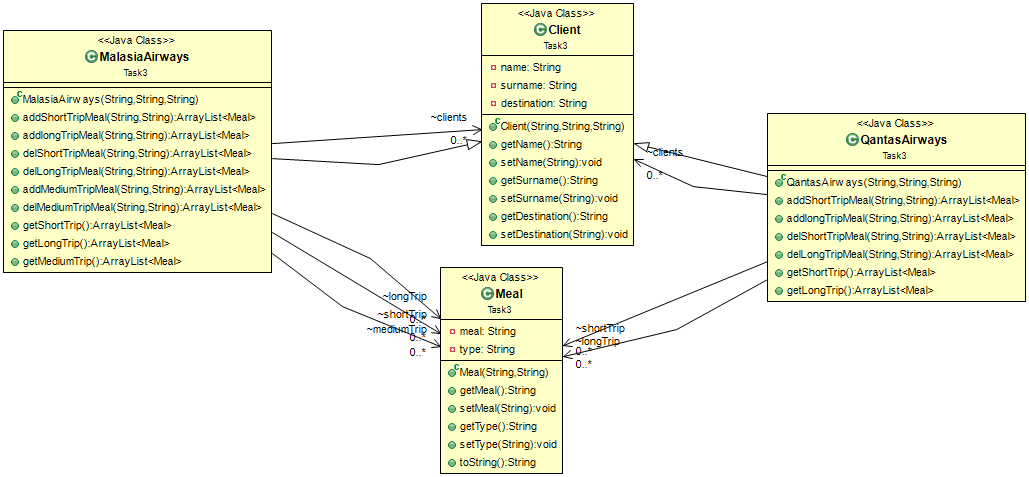 <<Java Class>>
MalasiaAirways
Task3
MalasiaAirways(String,String,String)
addShortTripMeal(String,String):ArrayList<Meal>
addlongTripMeal(String,String):ArrayList<Meal>
delShortTripMeal(String,String):ArrayList<Meal>
delLongTripMeal(String,String):ArrayList<Meal>
addMediumTripMeal(String,String):ArrayList<Meal>
delMediumTripMeal(String,String):ArrayList<Meal>
getShortTrip():ArrayList<Meal>
getLongTrip():ArrayList<Meal>
getMediumTrip():ArrayList<Meal>
~clients
0..*
<<Java Class>>
Client
Task3
name: String
surname: String
destination: String
Client(String,String,String)
getName():String
setName(String):void
getSurname():String
setSurname(String):void
getDestination():String
setDestination(String):void
~clients
0..*
<<Java Class>>
QantasAirways
Task3
QantasAirways(String,String,String)
addShortTripMeal(String,String):ArrayList<Meal>
addlongTripMeal(String,String):ArrayList<Meal>
delShortTripMeal(String,String):ArrayList<Meal>
delLongTripMeal(String,String):ArrayList<Meal>
getShortTrip():ArrayList<Meal>
getLongTrip():ArrayList<Meal>
~longTrip
~shortTrip
0..*
~mediumTrip
0..*
0..*
<<Java Class>>
Meal
Task3
meal: String
type: String
Meal(String,String)
getMeal():String
setMeal(String):void
getType():String
setType(String):void
toString():String
~shortTrip
~longTrip
0..*
0..*